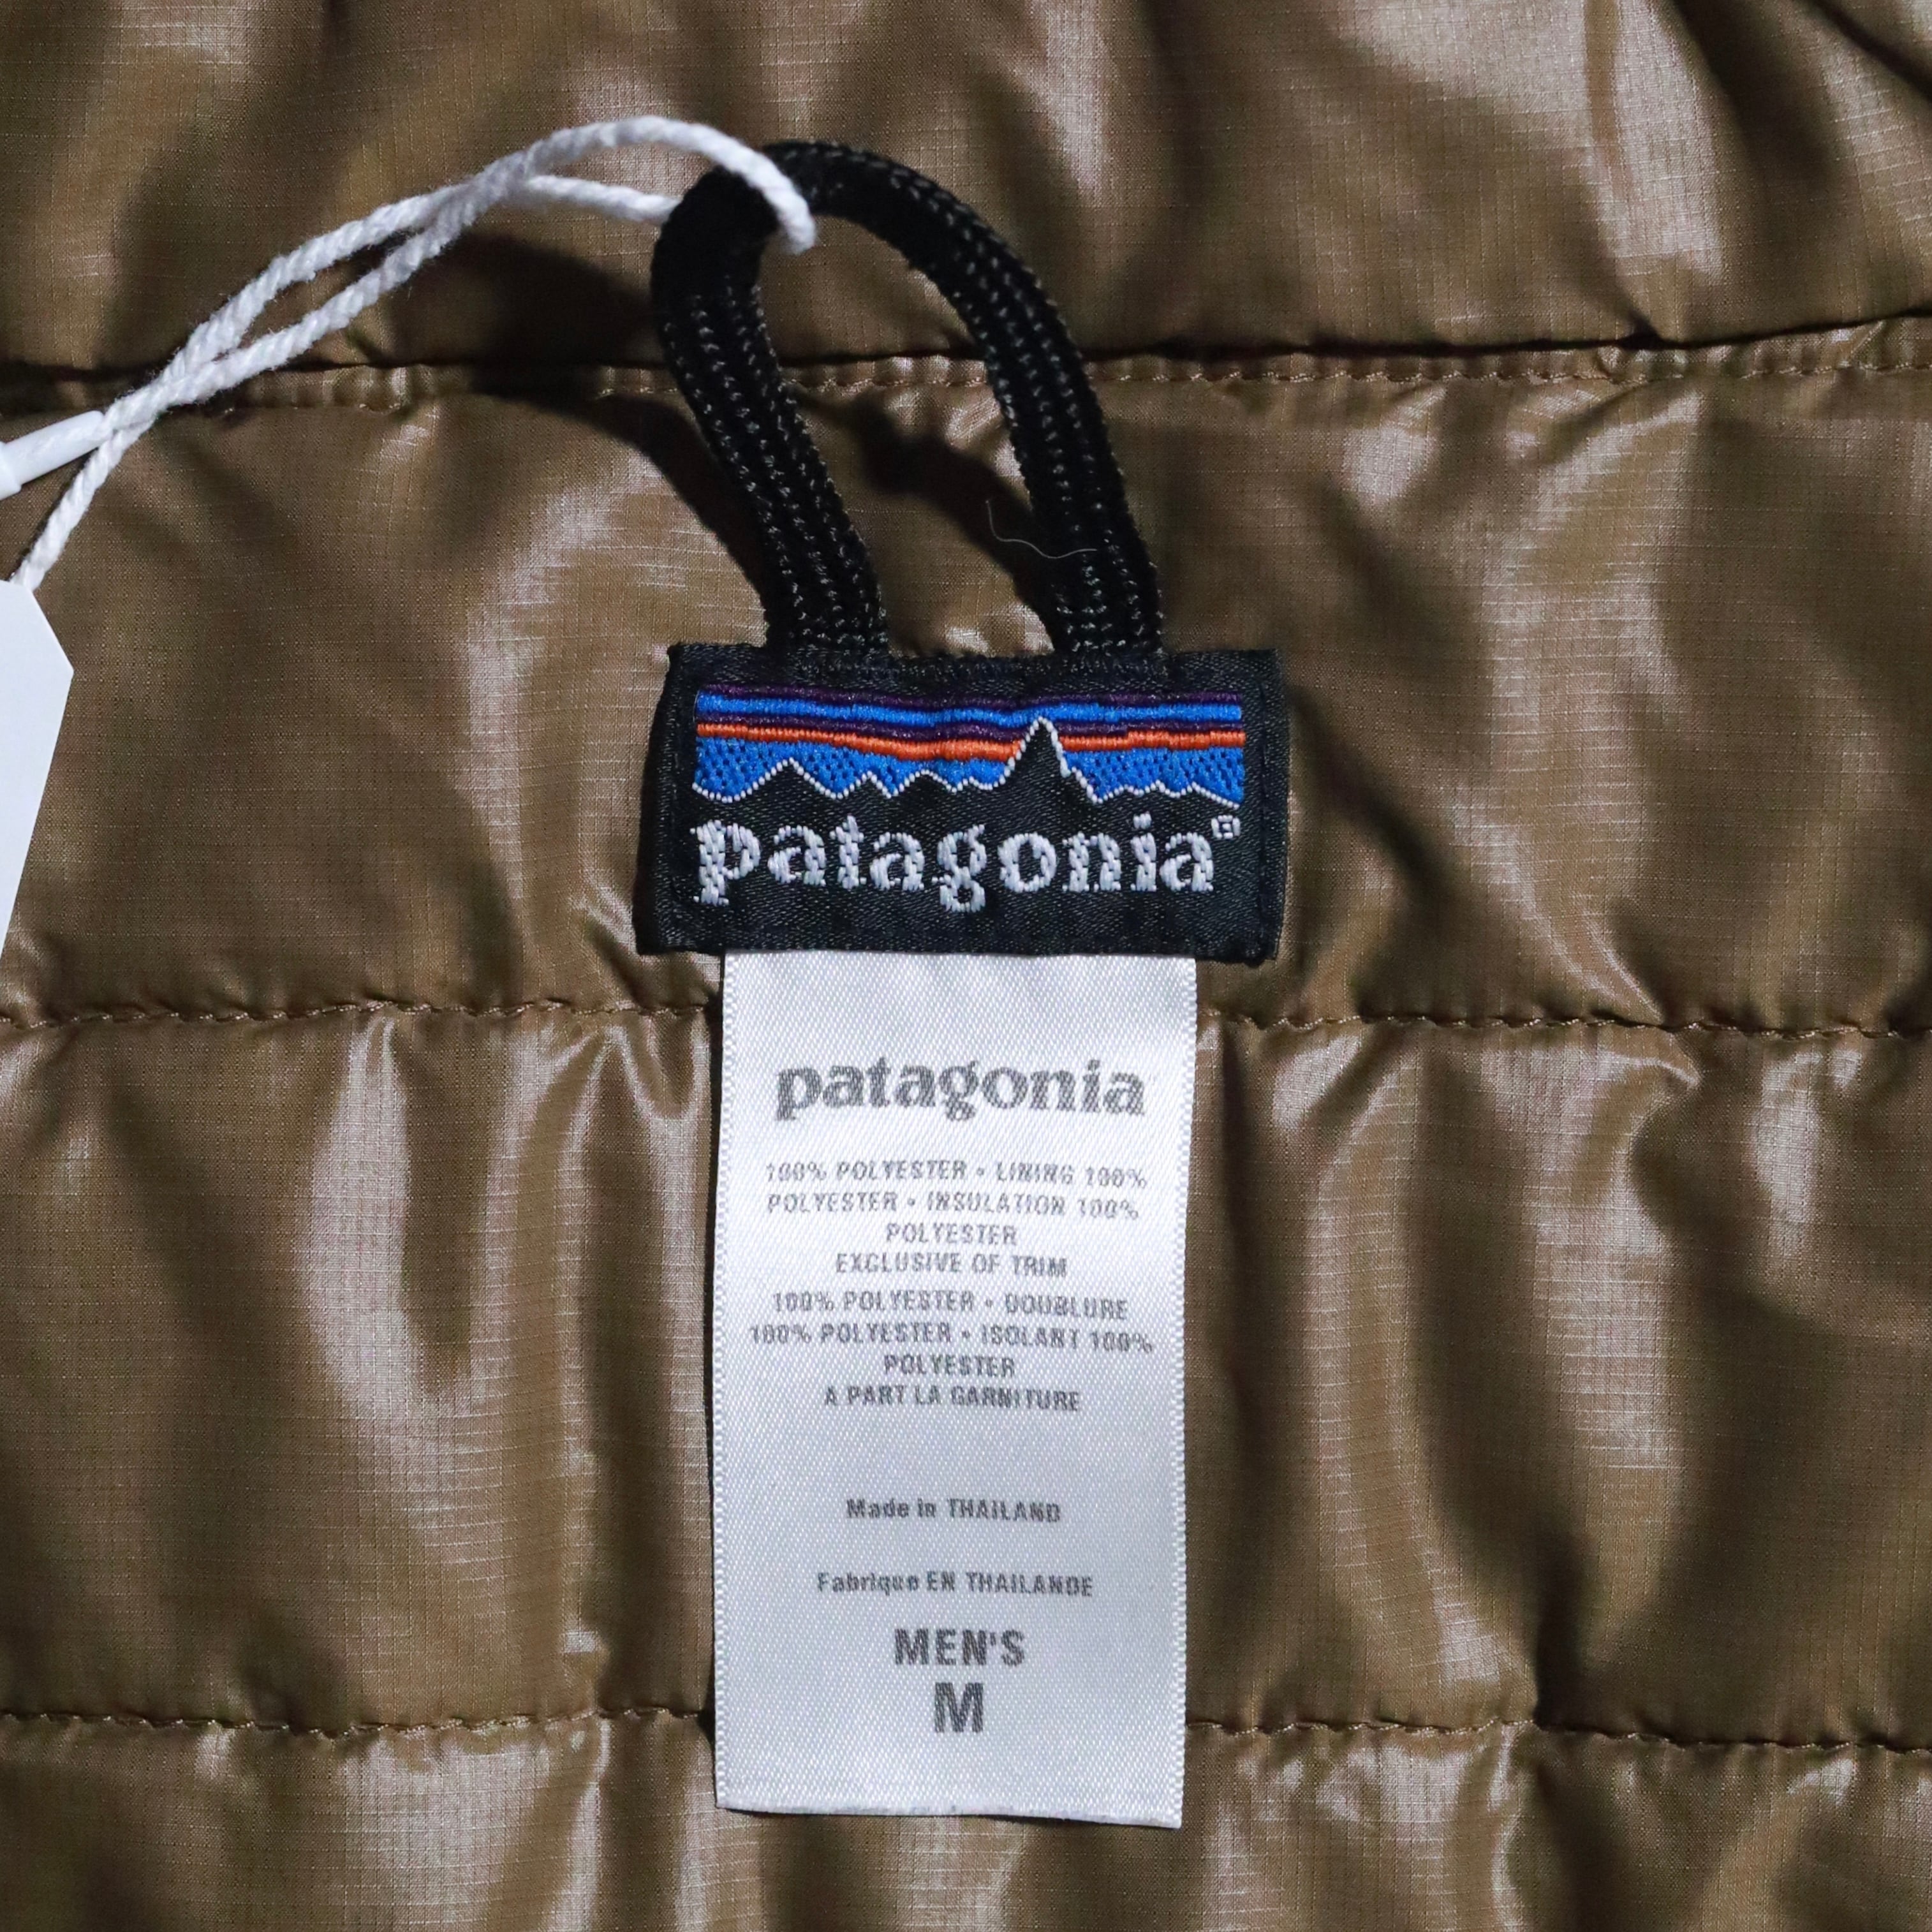 patagonia®
patagonia
100% POLYESTER • LINING 100%
POLYESTER • INSULATION 100%
POLYESTER
EXCLUSIVE OF TRIM
100% POLYESTER • DOUBLURE
100% POLYESTER • ISOLANT 100%
POLYESTER
A PART LA GARNITURE
Made in THAILAND
Fabrique EN THAILANDE
MEN'S
M